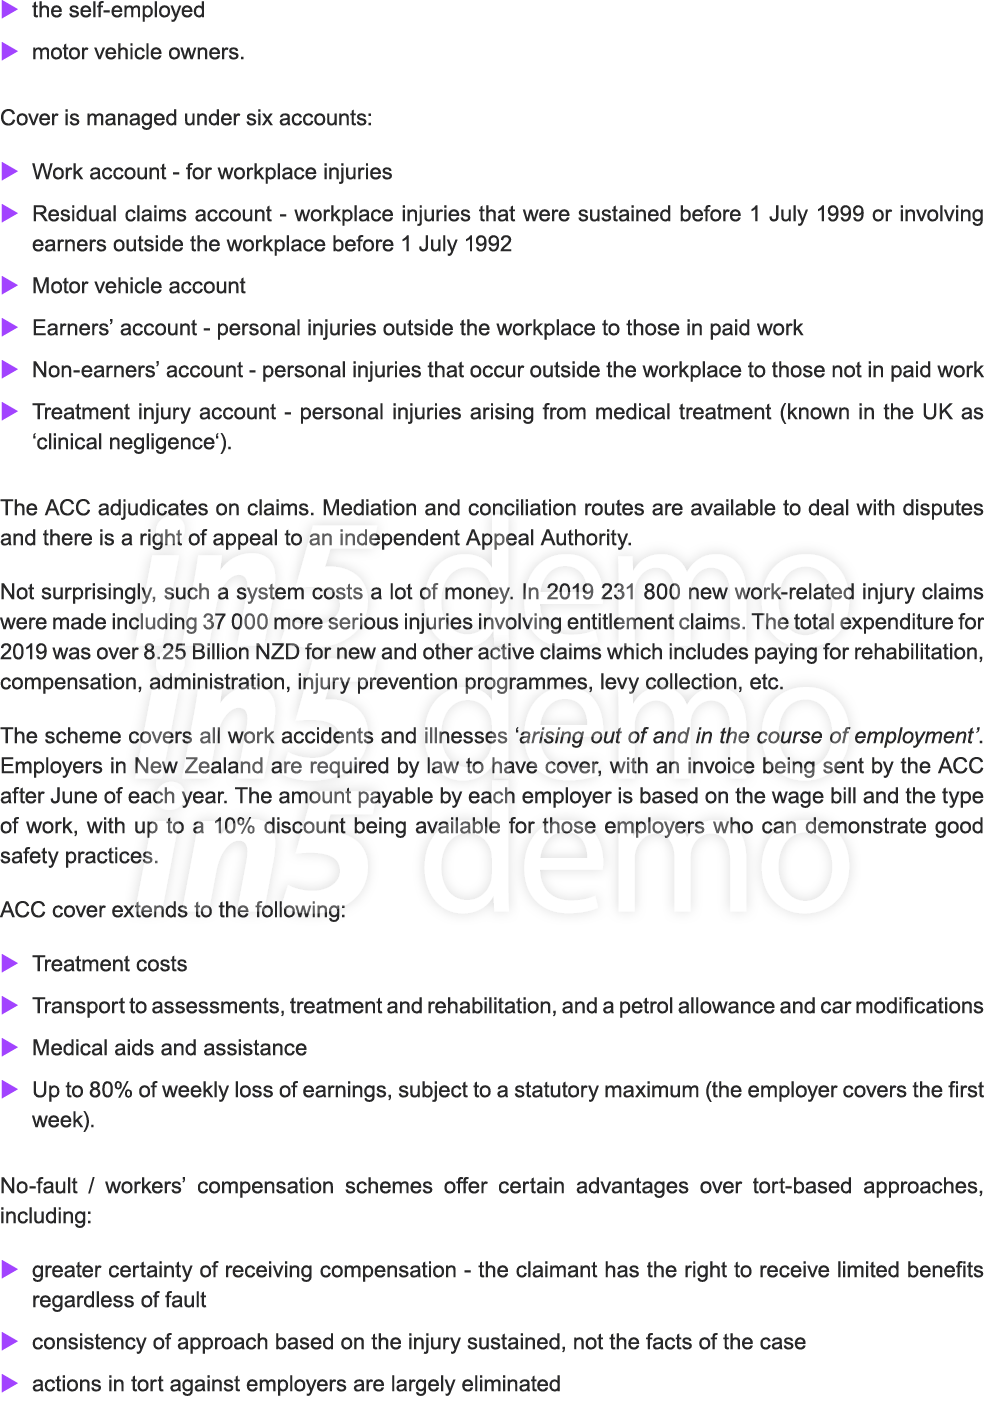 the self-employed
motor vehicle owners.
Cover is managed under six accounts:
Work account - for workplace injuries
Residual claims account - workplace injuries that were sustained before 1 July 1999 or involving
earners outside the workplace before 1 July 1992
Motor vehicle account
Earners’ account - personal injuries outside the workplace to those in paid work
Non-earners’ account - personal injuries that occur outside the workplace to those not in paid work
Treatment injury account - personal injuries arising from medical treatment (known in the UK as
‘clinical negligence‘).
The ACC adjudicates on claims. Mediation and conciliation routes are available to deal with disputes
and there is a right of appeal to an independent Appeal Authority.
in5 demo
Not surprisingly, such a system costs a lot of money. In 2019 231 800 new work-related injury claims
were made including 37 000 more serious injuries involving entitlement claims. The total expenditure for
2019 was over 8.25 Billion NZD for new and other active claims which includes paying for rehabilitation,
compensation, administration, injury prevention programmes, levy collection, etc.
in5 demo
The scheme covers all work accidents and illnesses ‘arising out of and in the course of employment’.
Employers in New Zealand are required by law to have cover, with an invoice being sent by the ACC
after June of each year. The amount payable by each employer is based on the wage bill and the type
of work, with up to a 10% discount being available for those employers who can demonstrate good
safety practices.
in5 demo
ACC cover extends to the following:
Treatment costs
Transport to assessments, treatment and rehabilitation, and a petrol allowance and car modifications
Medical aids and assistance
Up to 80% of weekly loss of earnings, subject to a statutory maximum (the employer covers the first
week).
No-fault / workers’ compensation schemes offer certain advantages over tort-based approaches,
including:
greater certainty of receiving compensation - the claimant has the right to receive limited benefits
regardless of fault
consistency of approach based on the injury sustained, not the facts of the case
actions in tort against employers are largely eliminated